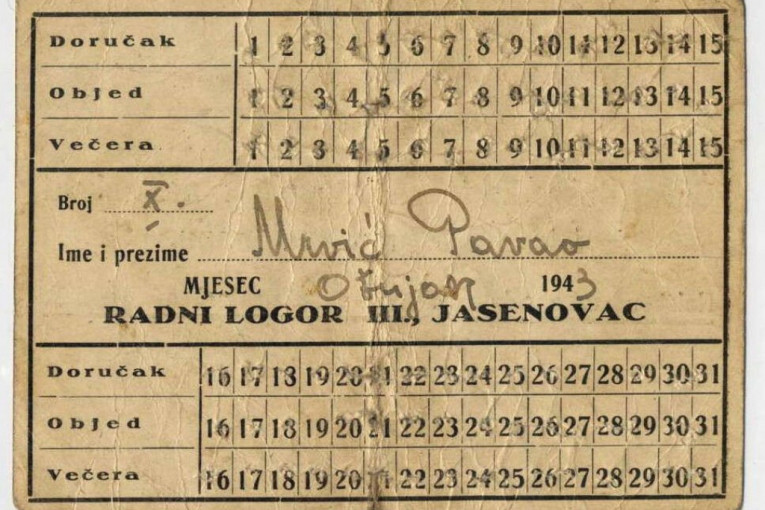 Doručak 1 2 3 4 5 6 7 8 9 10 11 12 13 14 15
Objed 1 2 3 4 5 6 7 8 9 10 11 12 13 14 15
Večera 1 2 3 4 5 6 7 8 9 10 11 12 13 14 15
Broj X.
Ime i prezime Mrvić Pavao
MJESEC Ožujak 1943
RADNI LOGOR III., JASENOVAC
Doručak 16 17 18 19 20 21 22 23 24 25 26 27 28 29 30 31
Objed 16 17 18 19 20 21 22 23 24 25 26 27 28 29 30 31
Večera 16 17 18 19 20 21 22 23 24 25 26 27 28 29 30 31